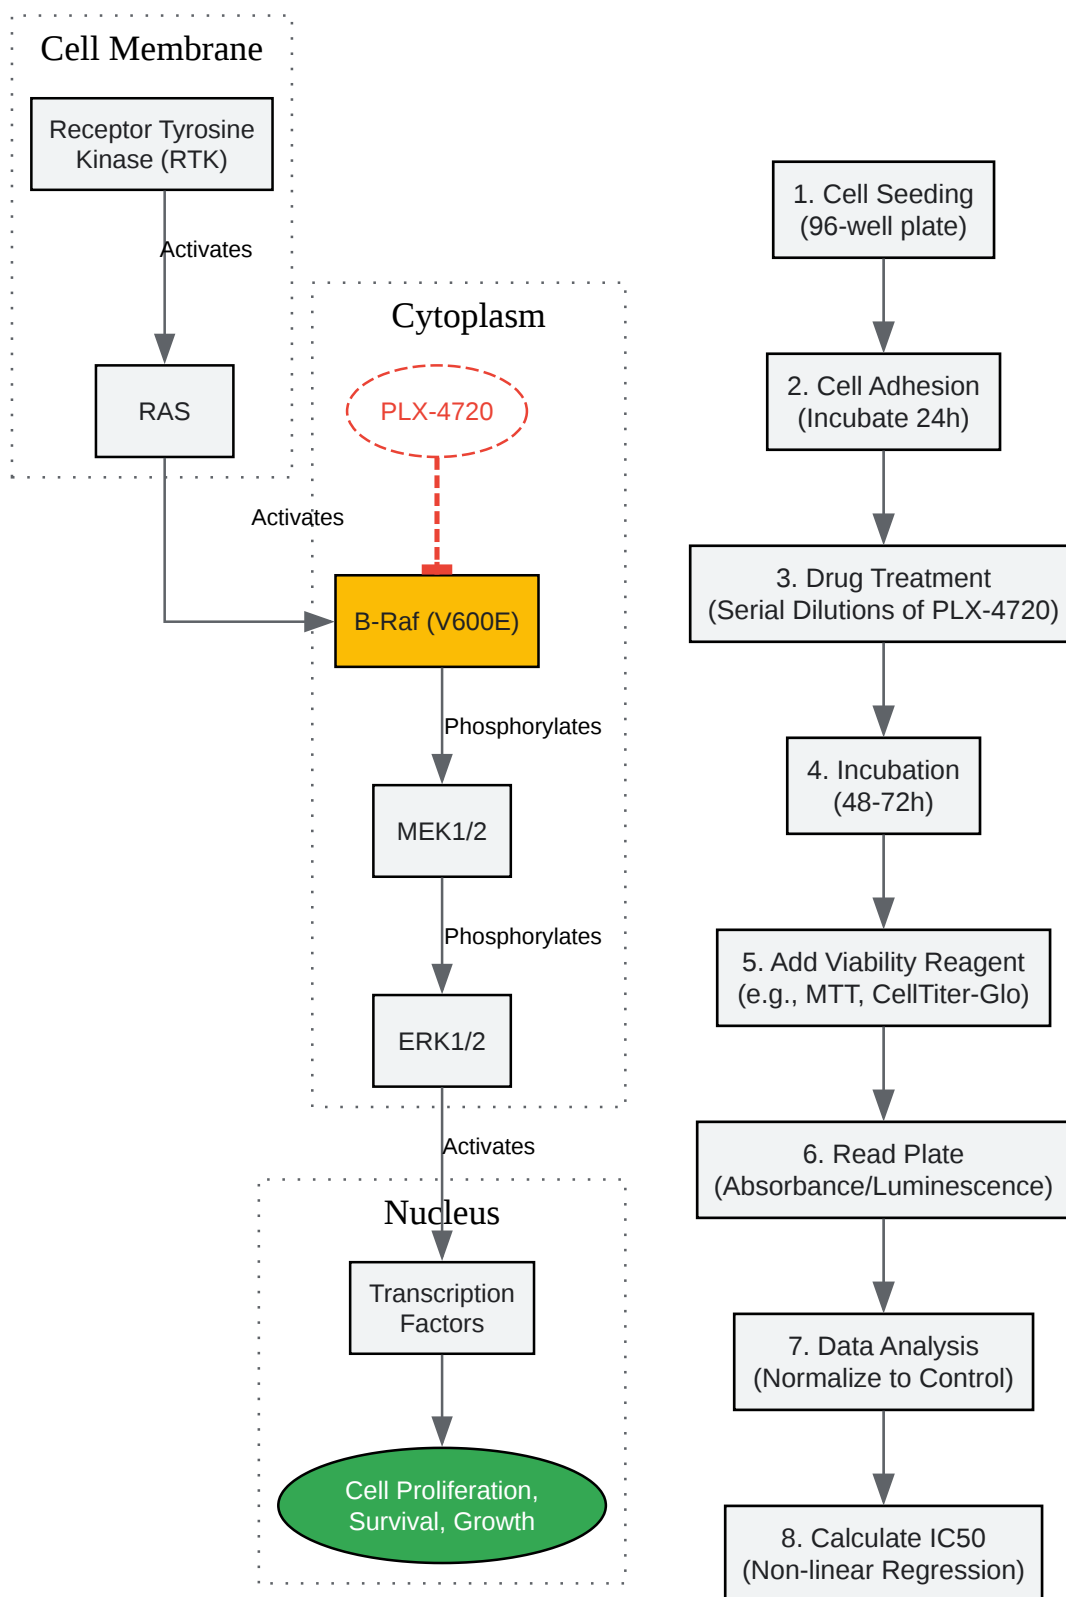 Cell Membrane
Receptor Tyrosine
Kinase (RTK)
Activates
RAS
Activates
Cytoplasm
PLX-4720
B-Raf (V600E)
Phosphorylates
MEK1/2
Phosphorylates
ERK1/2
Activates
Nucleus
Transcription
Factors
Cell Proliferation,
Survival, Growth
1. Cell Seeding
(96-well plate)
2. Cell Adhesion
(Incubate 24h)
3. Drug Treatment
(Serial Dilutions of PLX-4720)
4. Incubation
(48-72h)
5. Add Viability Reagent
(e.g., MTT, CellTiter-Glo)
6. Read Plate
(Absorbance/Luminescence)
7. Data Analysis
(Normalize to Control)
8. Calculate IC50
(Non-linear Regression)